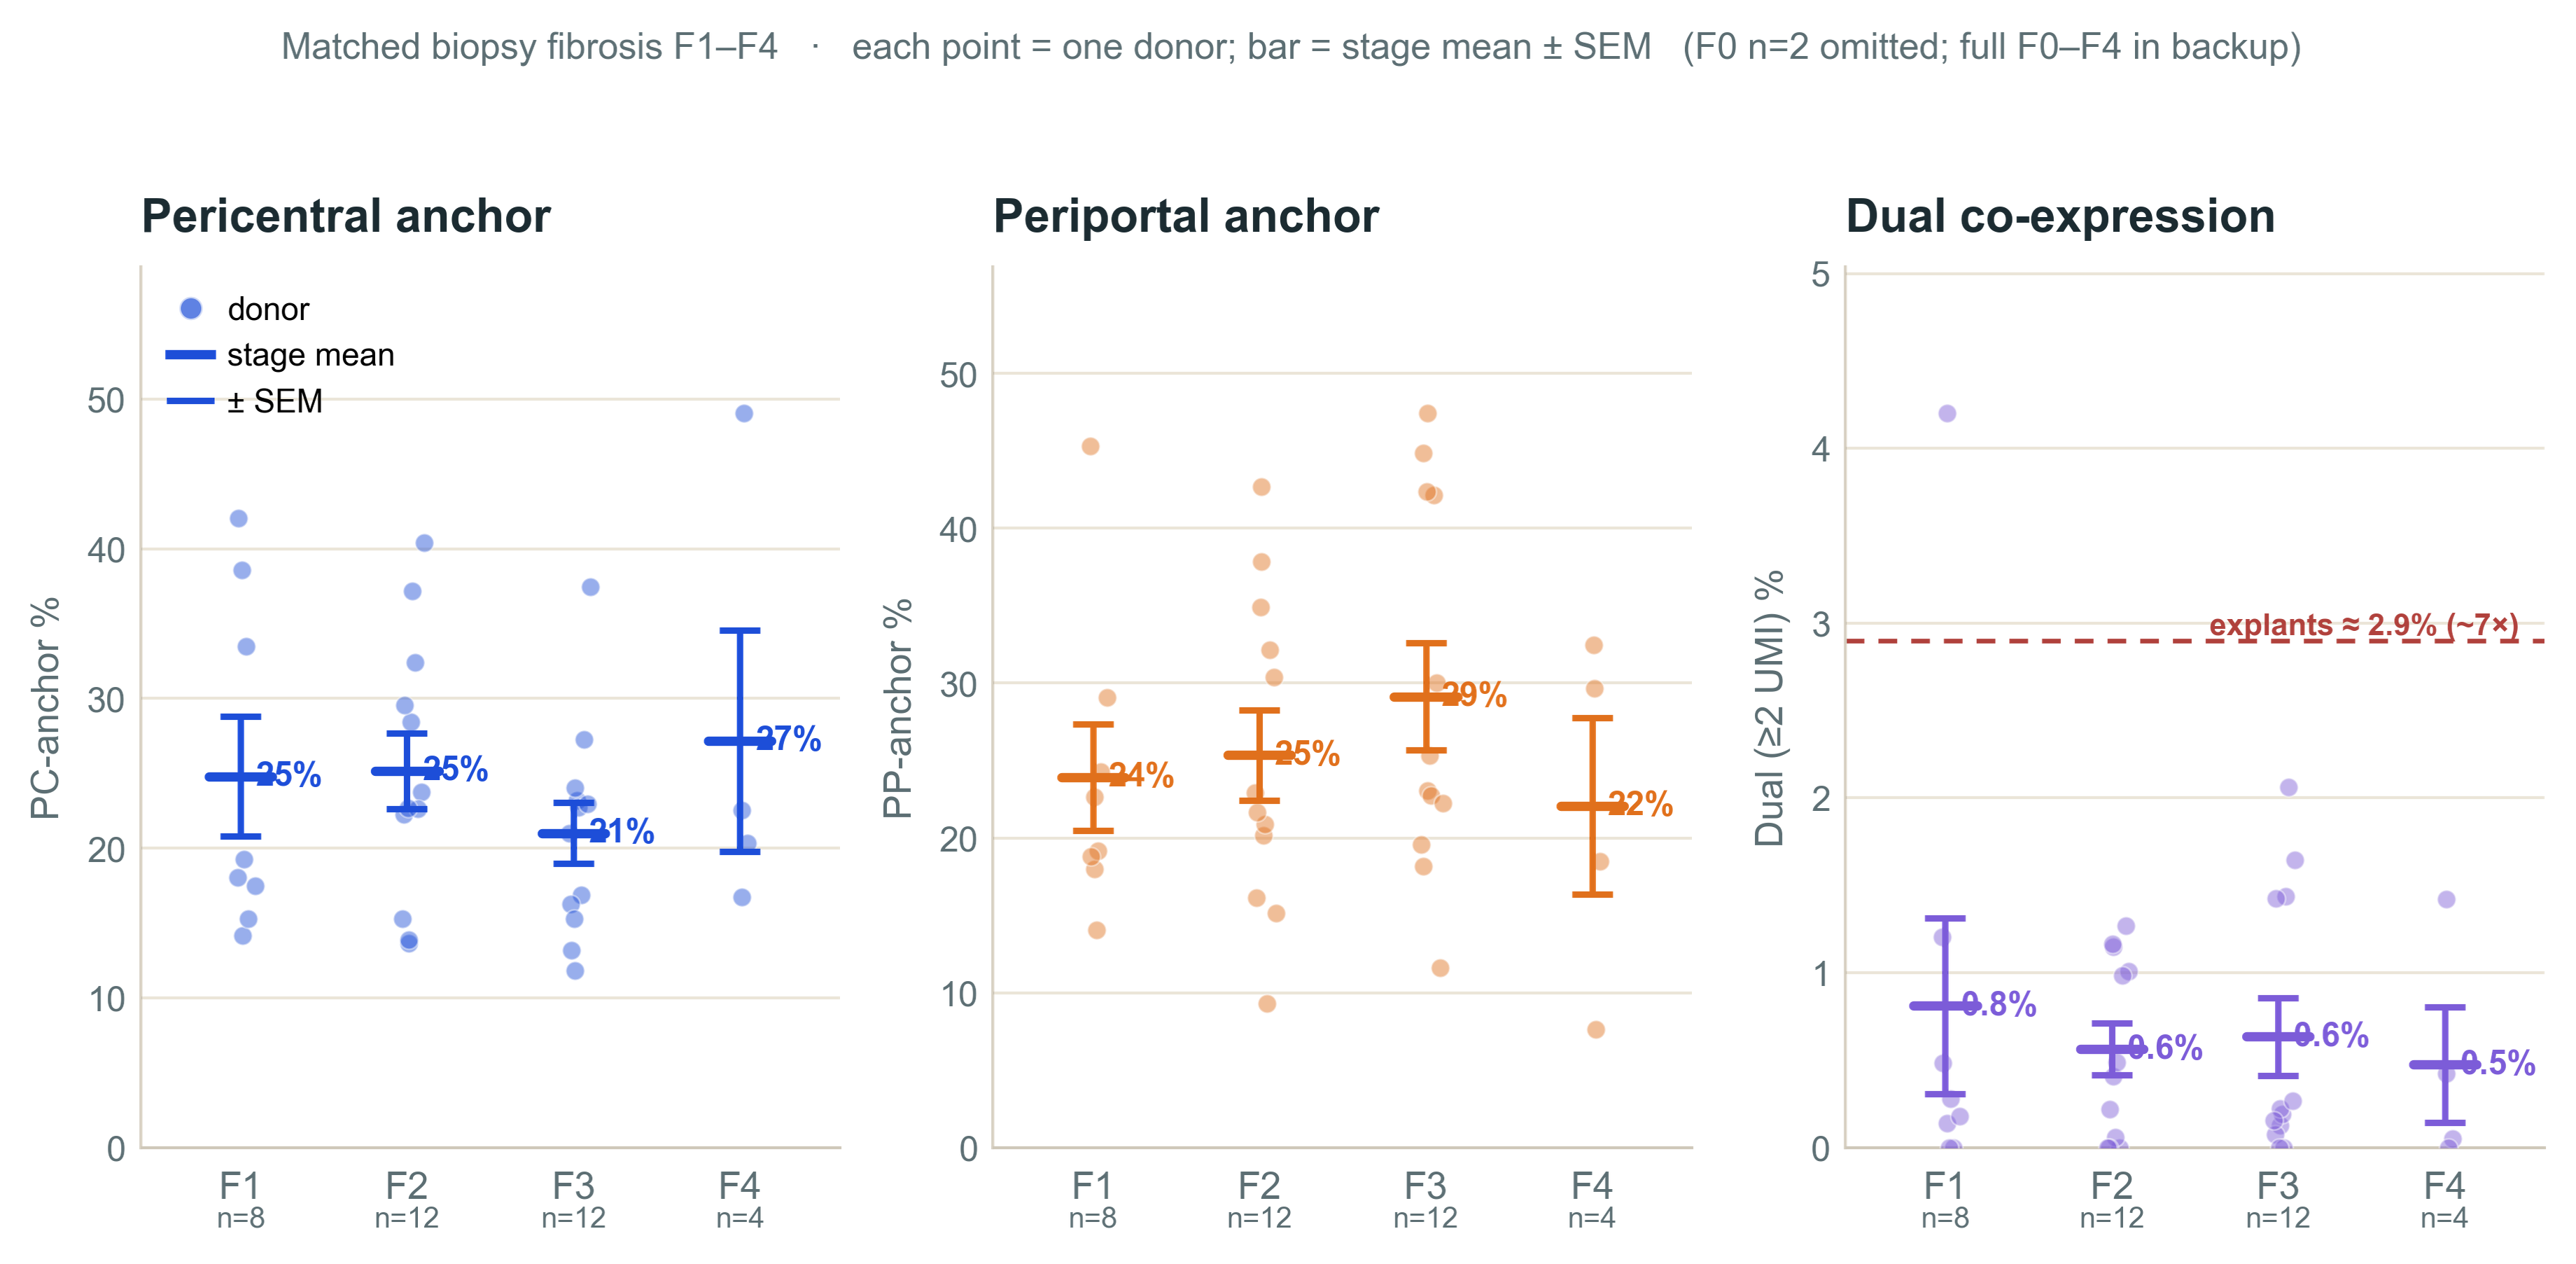 Matched biopsy fibrosis F1–F4 · each point = one donor; bar = stage mean ± SEM (F0 n=2 omitted; full F0–F4 in backup)
Pericentral anchor
PC-anchor %
50
40
30
20
10
0
donor
stage mean
± SEM
25%
25%
21%
27%
F1
n=8
F2
n=12
F3
n=12
F4
n=4
Periportal anchor
PP-anchor %
50
40
30
20
10
0
24%
25%
29%
22%
F1
n=8
F2
n=12
F3
n=12
F4
n=4
Dual co-expression
Dual (≥2 UMI) %
5
4
3
2
1
0
explants ≈ 2.9% (~7×)
0.8%
0.6%
0.6%
0.5%
F1
n=8
F2
n=12
F3
n=12
F4
n=4